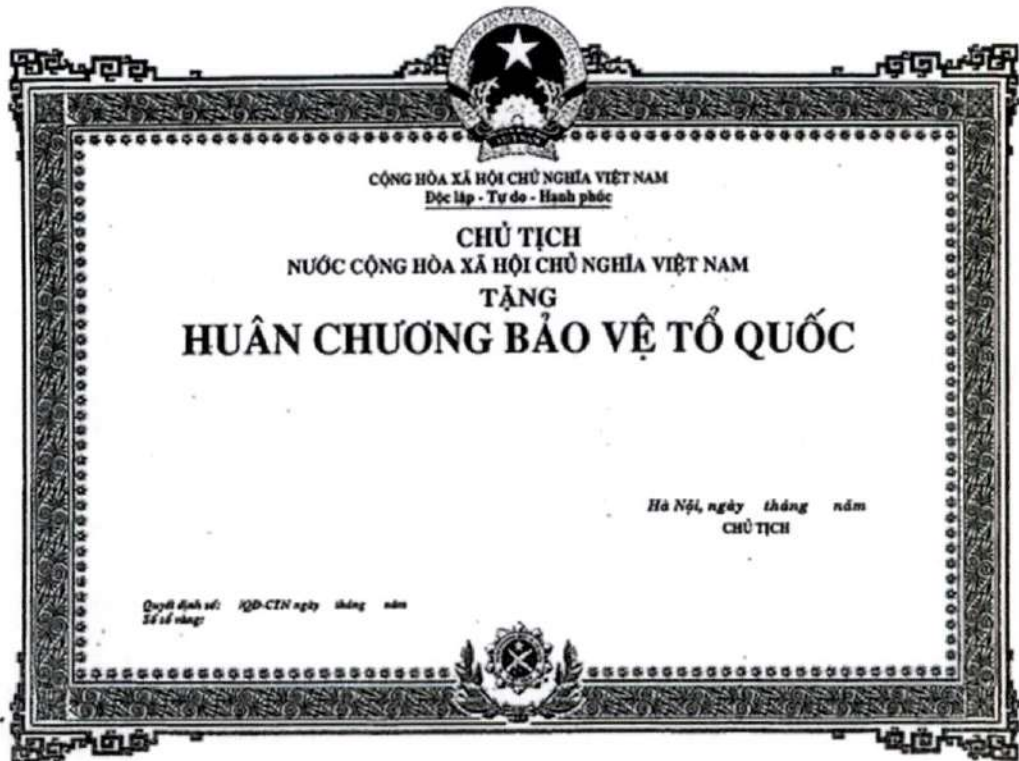 CỘNG HÒA XÃ HỘI CHỦ NGHĨA VIỆT NAM
Độc lập - Tự do - Hạnh phúc
CHỦ TỊCH
NƯỚC CỘNG HÒA XÃ HỘI CHỦ NGHĨA VIỆT NAM
TẶNG
HUÂN CHƯƠNG BẢO VỆ TỔ QUỐC
Hà Nội, ngày tháng năm
CHỦ TỊCH
Quyết định số: /QĐ-CTN ngày tháng năm
Số sổ vàng: